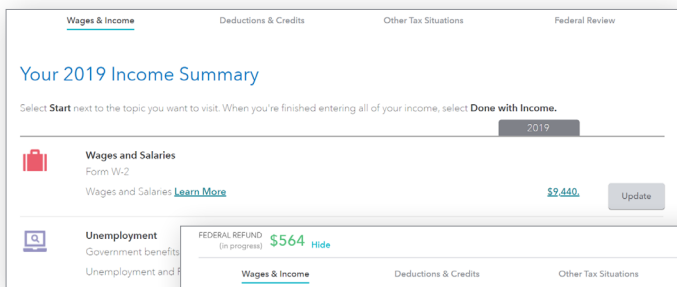 Wages & Income Deductions & Credits Other Tax Situations Federal Review
Your 2019 Income Summary
Select Start next to the topic you want to visit. When you're finished entering all of your income, select Done with Income.
2019
Wages and Salaries
Form W-2
Wages and Salaries Learn More $9,440. Update
Unemployment
Government benefits
Unemployment and
FEDERAL REFUND
(in progress) $564 Hide
Wages & Income Deductions & Credits Other Tax Situations